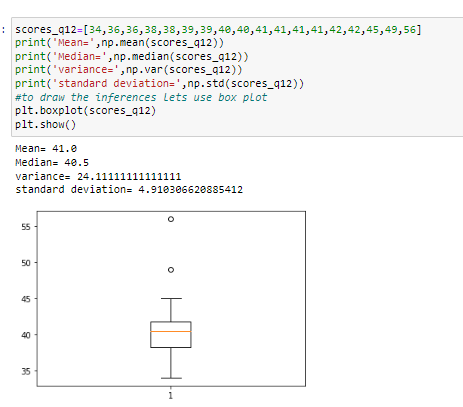 : scores_q12=[34,36,36,38,38,39,39,40,40,41,41,41,41,42,42,45,49,56]
print('Mean=',np.mean(scores_q12))
print('Median=',np.median(scores_q12))
print('variance=',np.var(scores_q12))
print('standard deviation=',np.std(scores_q12))
#to draw the inferences lets use box plot
plt.boxplot(scores_q12)
plt.show()
Mean= 41.0
Median= 40.5
variance= 24.11111111111111
standard deviation= 4.910306620885412
55
50
45
40
35
1